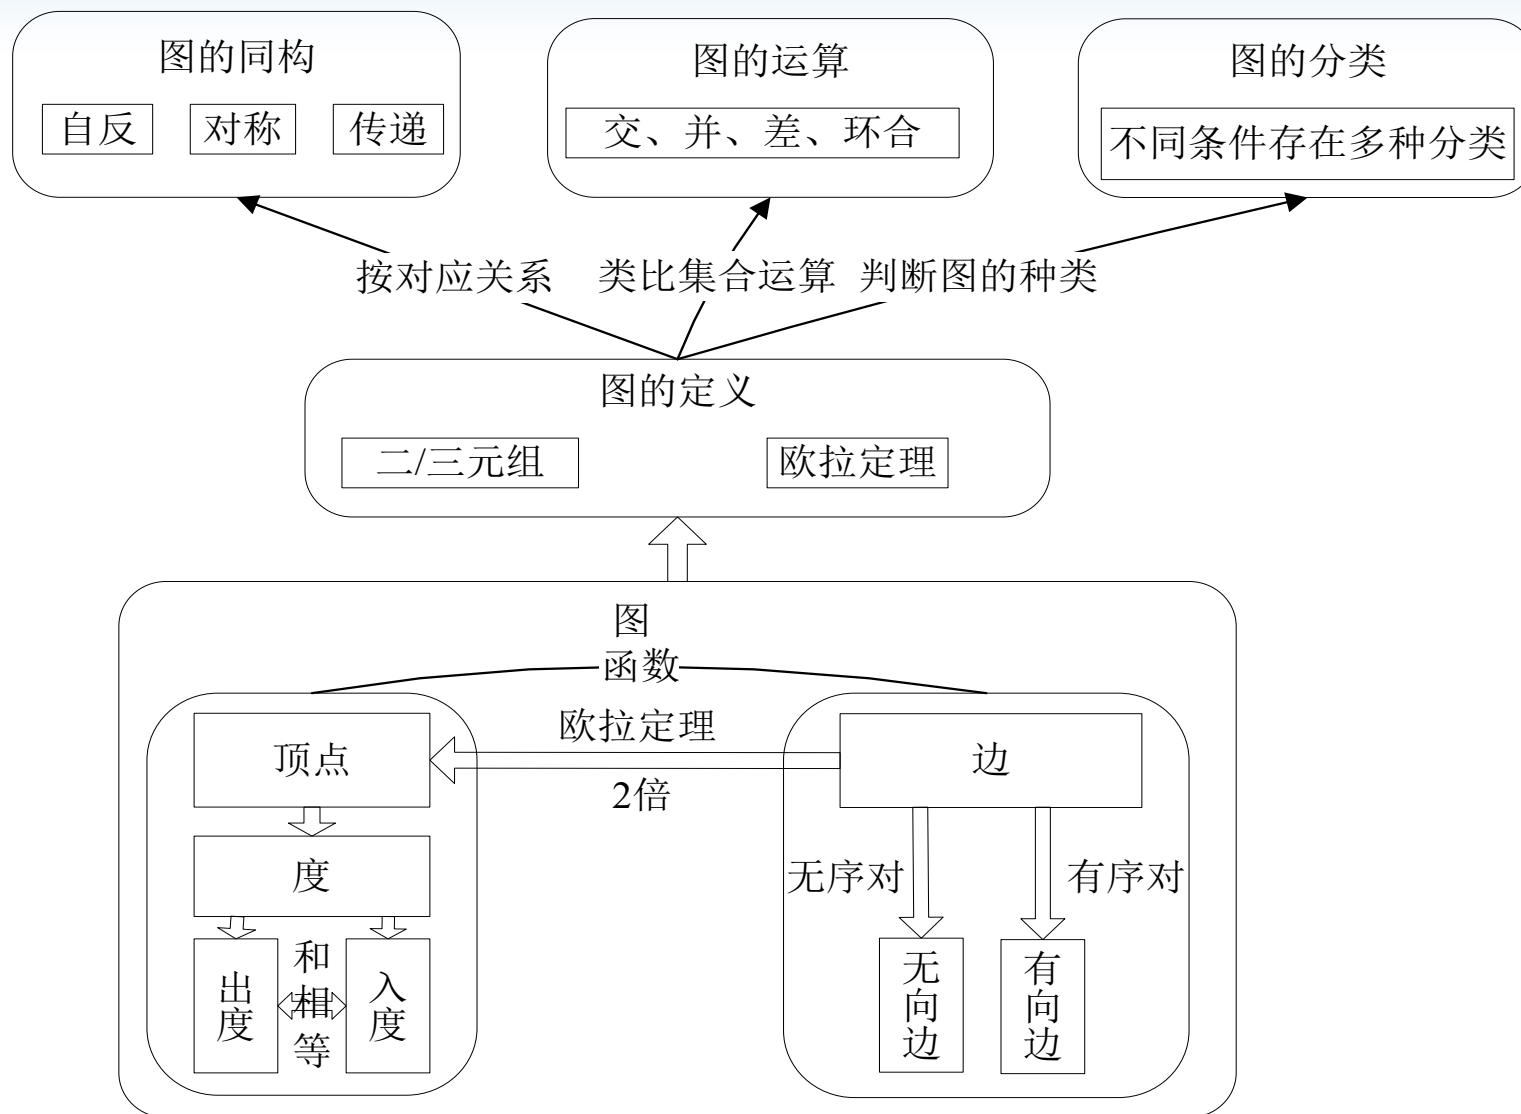 图的同构
自反
对称
传递
图的运算
交、并、差、环合
图的分类
不同条件存在多种分类
按对应关系
类比集合运算
判断图的种类
图的定义
二/三元组
欧拉定理
图
函数
顶点
欧拉定理
2倍
边
度
无序对
有序对
出度
和相等
入度
无向边
有向边